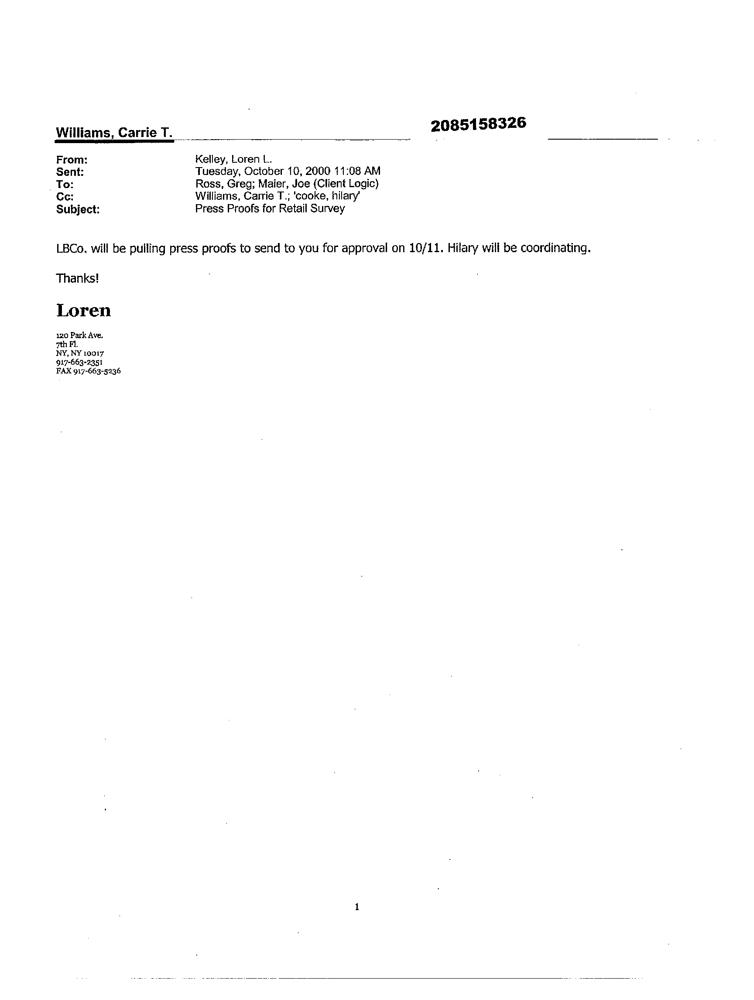 Williams, Carrie T.
2085158326
From: Kelley, Loren L.
Sent: Tuesday, October 10, 2000 11:08 AM
To: Ross, Greg; Maier, Joe (Client Logic)
Cc: Williams, Carrie T.; 'cooke, hilary'
Subject: Press Proofs for Retail Survey
LBCo. will be pulling press proofs to send to you for approval on 10/11. Hilary will be coordinating.
Thanks!
Loren
120 Park Ave.
7th Fl.
NY, NY 10017
917-663-2351
FAX 917-663-5236
1